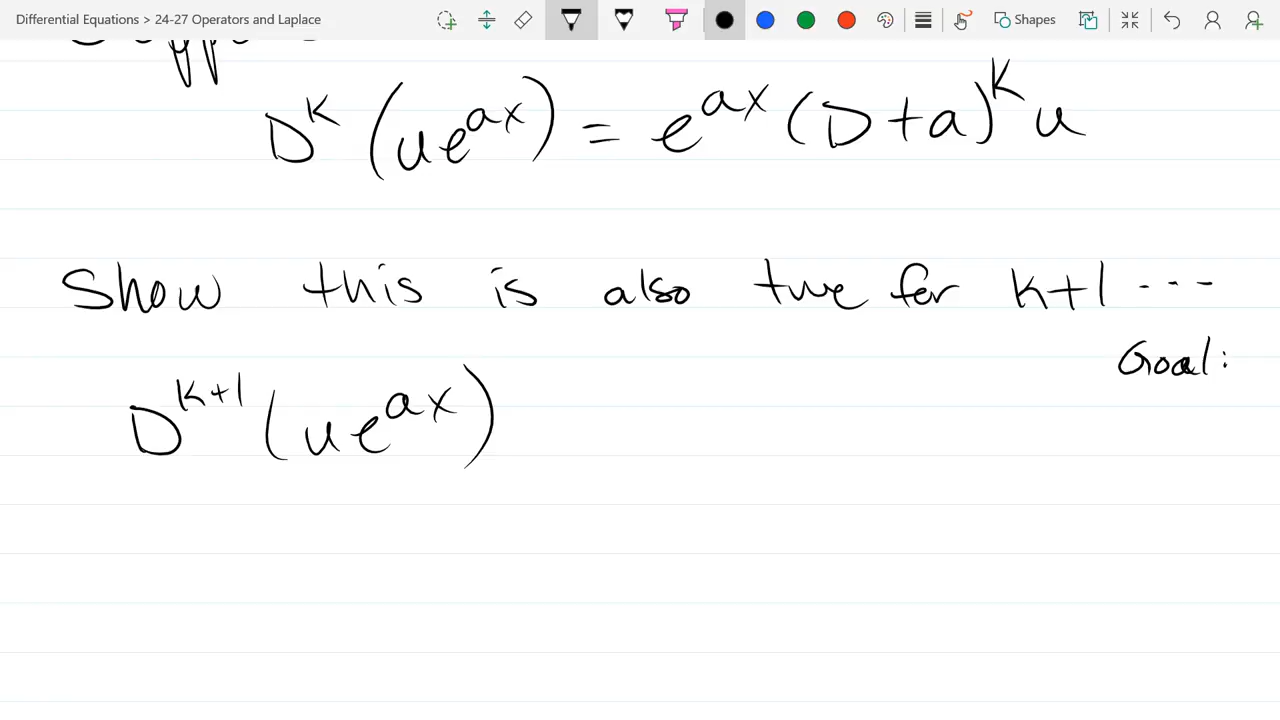 Differential Equations > 24-27 Operators and Laplace
Shapes
D^k (ue^{ax}) = e^{ax} (D+a)^k u
Show this is also true for k+1 ...
Goal:
D^{k+1} (ue^{ax})